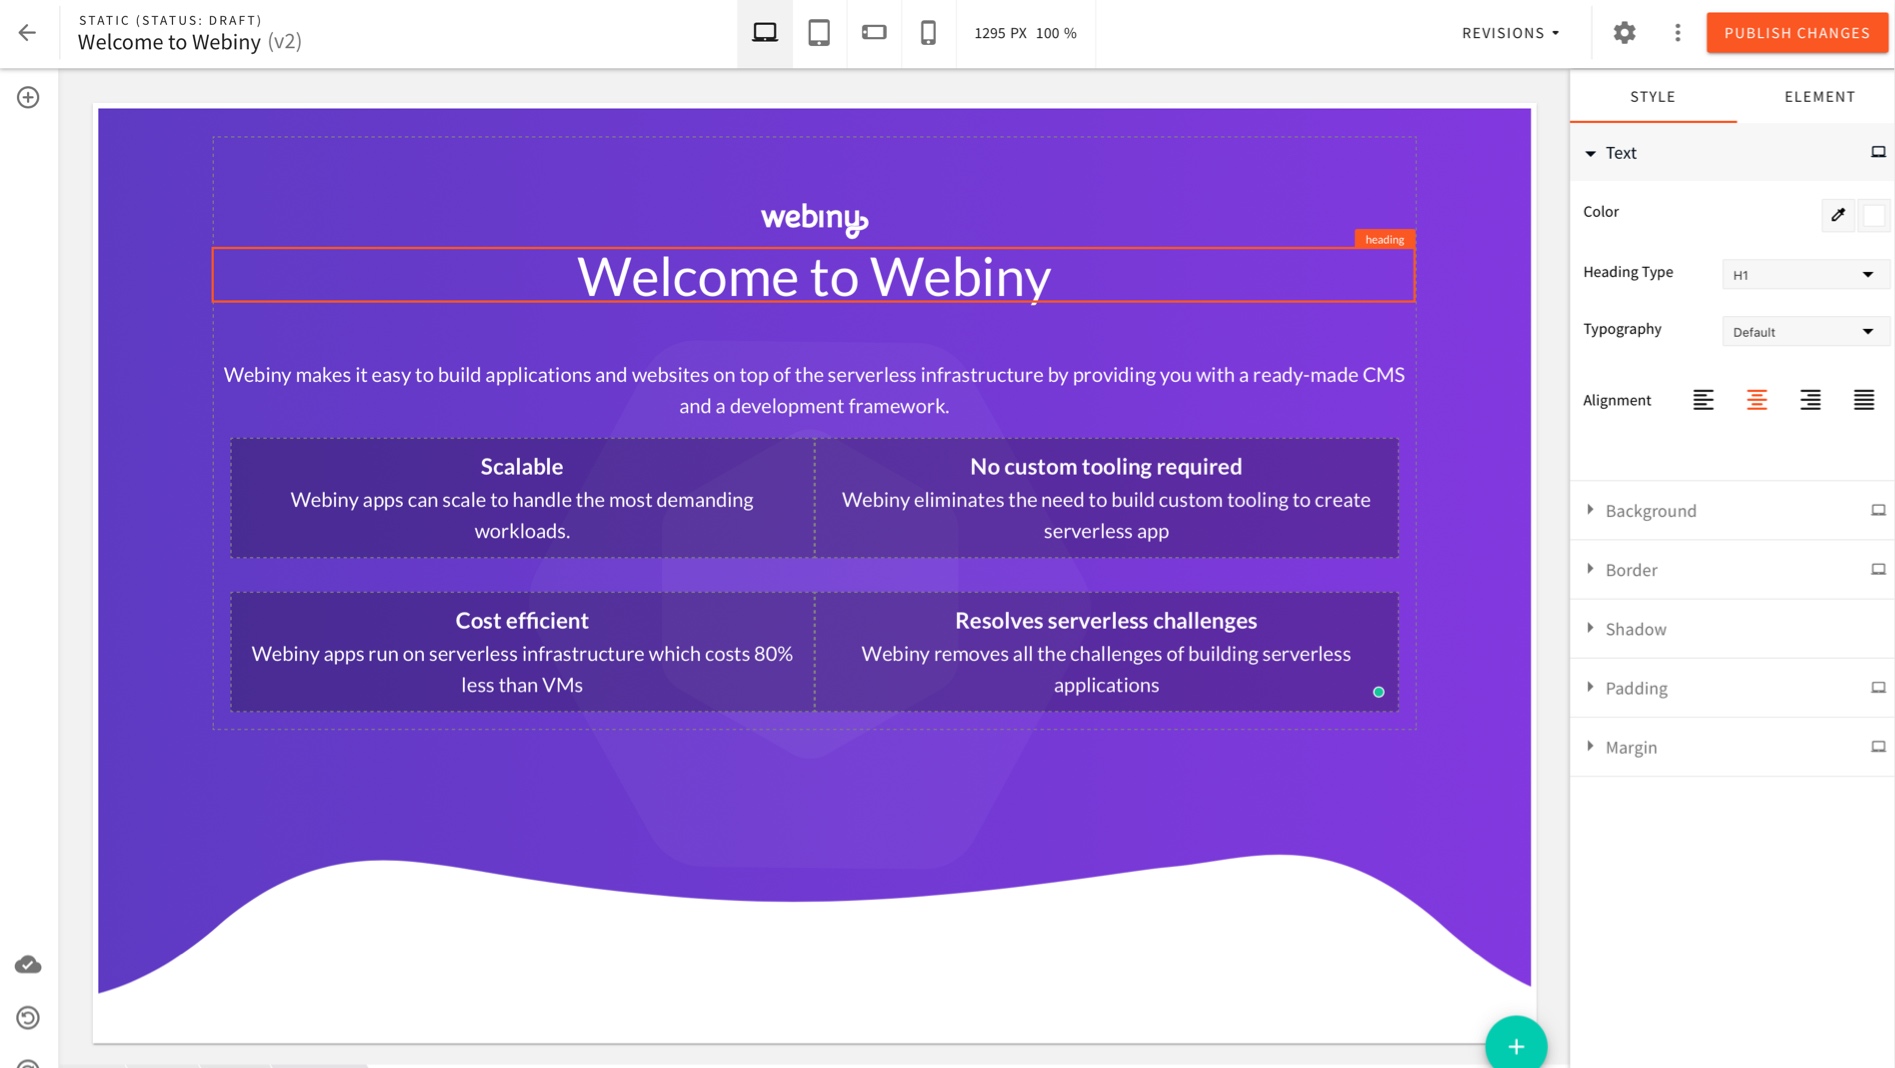 STATIC (STATUS: DRAFT)
Welcome to Webiny (v2)
1295 PX 100 %
REVISIONS
PUBLISH CHANGES
STYLE
ELEMENT
Text
Color
Heading Type
H1
Typography
Default
Alignment
Background
Border
Shadow
Padding
Margin
webiny
heading
Welcome to Webiny
Webiny makes it easy to build applications and websites on top of the serverless infrastructure by providing you with a ready-made CMS
and a development framework.
Scalable
Webiny apps can scale to handle the most demanding
workloads.
No custom tooling required
Webiny eliminates the need to build custom tooling to create
serverless app
Cost efficient
Webiny apps run on serverless infrastructure which costs 80%
less than VMs
Resolves serverless challenges
Webiny removes all the challenges of building serverless
applications